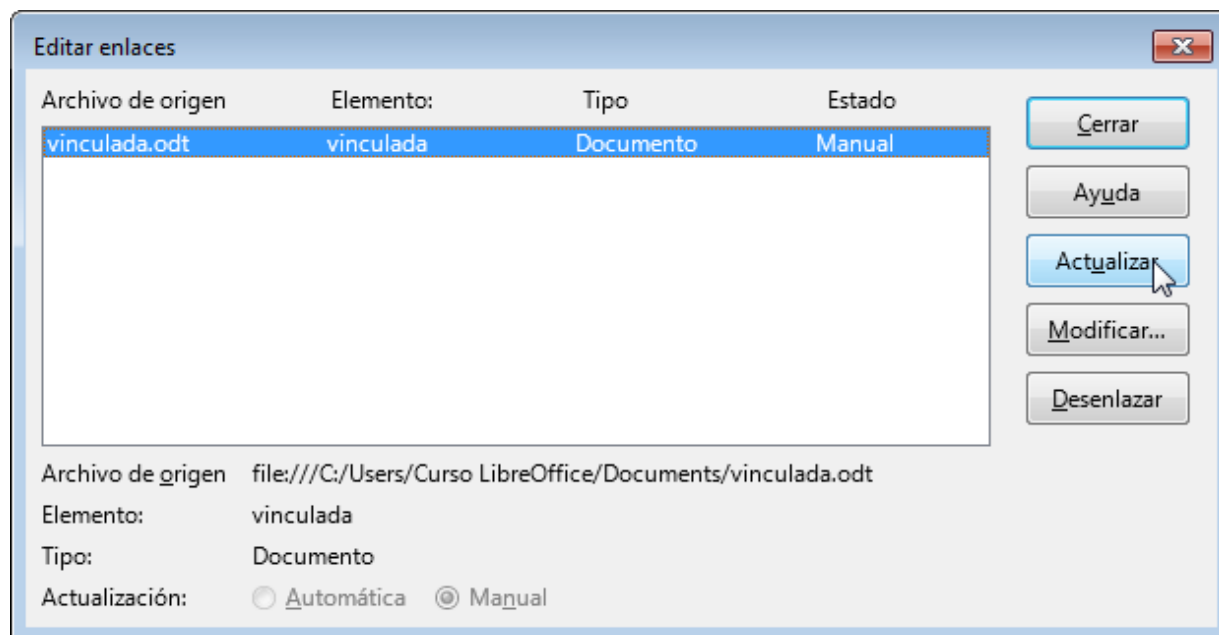 Editar enlaces
Archivo de origen Elemento: Tipo Estado
vinculada.odt vinculada Documento Manual
Cerrar
Ayuda
Actualizar
Modificar...
Desenlazar
Archivo de origen file:///C:/Users/Curso LibreOffice/Documents/vinculada.odt
Elemento: vinculada
Tipo: Documento
Actualización: Automática Manual